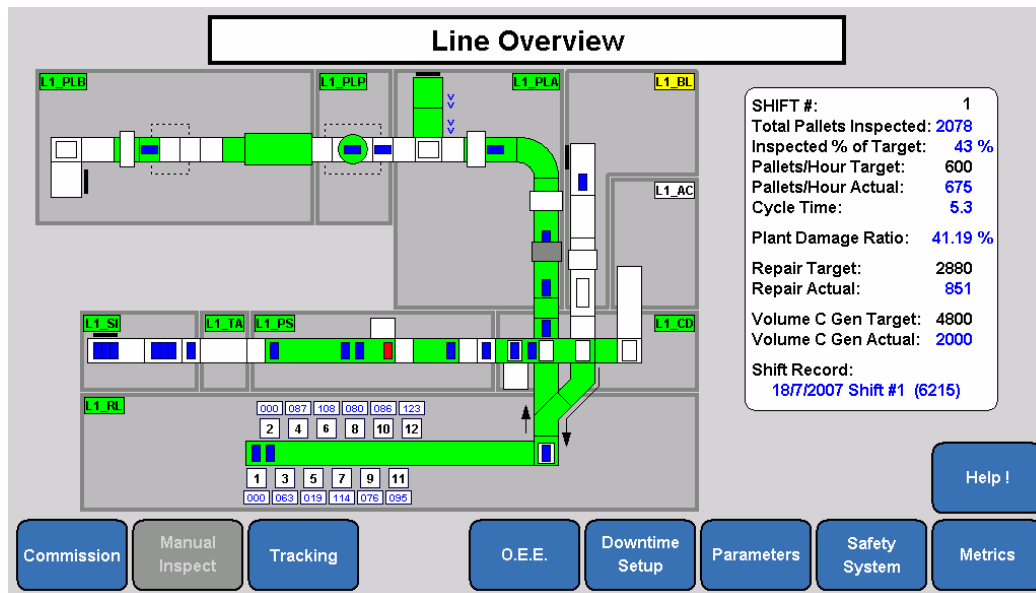 Line Overview
L1_PLB
L1_PLP
L1_PLA
L1_BL
L1_AC
L1_SI
L1_TA
L1_PS
L1_CD
L1_RL
000 087 108 080 086 123
2 4 6 8 10 12
1 3 5 7 9 11
000 063 019 114 076 095
SHIFT #: 1
Total Pallets Inspected: 2078
Inspected % of Target: 43 %
Pallets/Hour Target: 600
Pallets/Hour Actual: 675
Cycle Time: 5.3
Plant Damage Ratio: 41.19 %
Repair Target: 2880
Repair Actual: 851
Volume C Gen Target: 4800
Volume C Gen Actual: 2000
Shift Record:
18/7/2007 Shift #1 (6215)
Help !
Commission
Manual
Inspect
Tracking
O.E.E.
Downtime
Setup
Parameters
Safety
System
Metrics